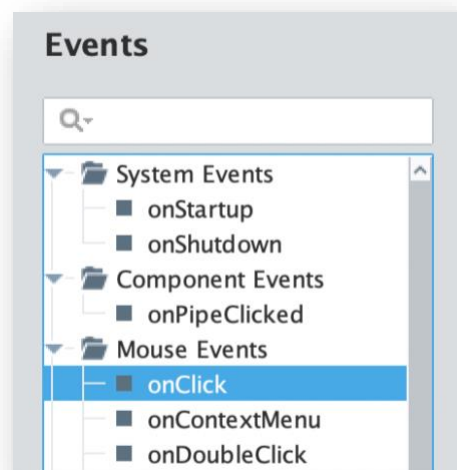 Events
System Events
onStartup
onShutdown
Component Events
onPipeClicked
Mouse Events
onClick
onContextMenu
onDoubleClick